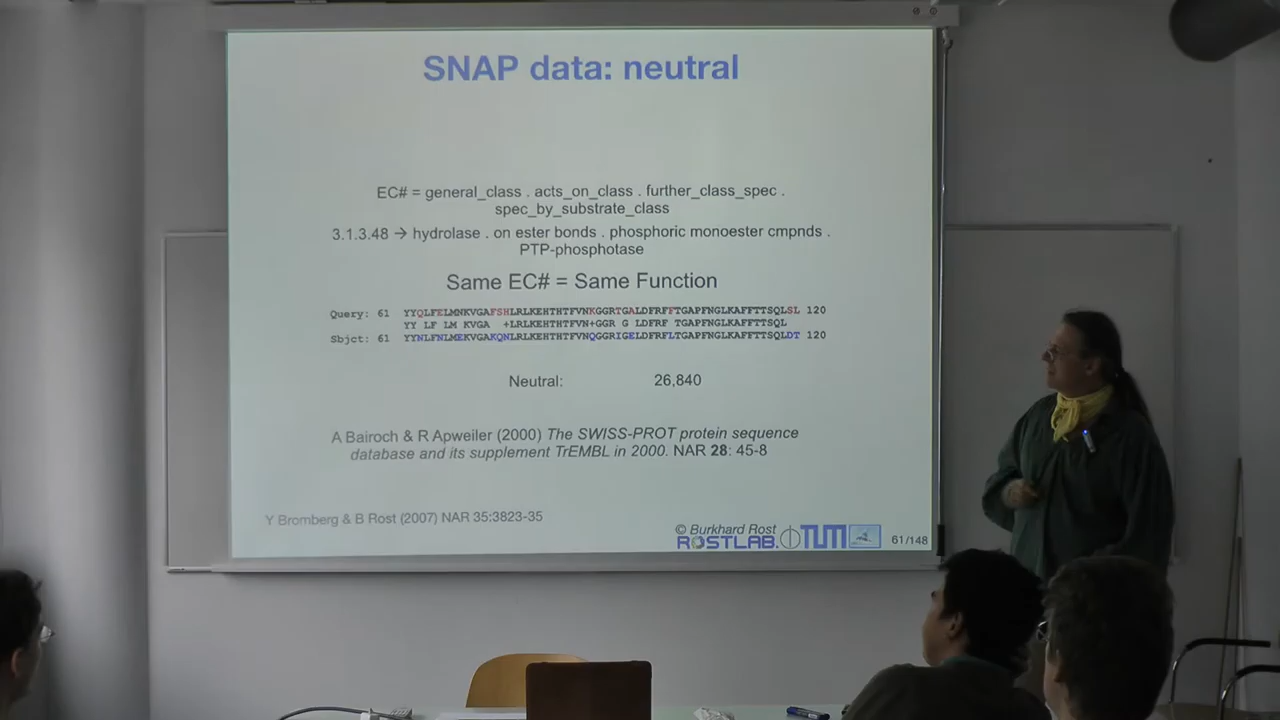 SNAP data: neutral
EC# = general_class . acts_on_class . further_class_spec .
spec_by_substrate_class
3.1.3.48 → hydrolase . on ester bonds . phosphoric monoester cmpnds .
PTP-phosphotase
Same EC# = Same Function
Query: 61 YYQLFELMNKVGAFSHLRLKEHTHTFVNKGGRTGALDFRFFTGAPFNGLKAFFTTSQLSL 120
YY LF LM KVGA +LRLKEHTHTFVN+GGR G LDFRF TGAPFNGLKAFFTTSQL
Sbjct: 61 YYNLFNLMEKVGAKQNLRLKEHTHTFVNQGGRIGELDFRFLTGAPFNGLKAFFTTSQLDT 120
Neutral: 26,840
A Bairoch & R Apweiler (2000) The SWISS-PROT protein sequence
database and its supplement TrEMBL in 2000. NAR 28: 45-8
Y Bromberg & B Rost (2007) NAR 35:3823-35
© Burkhard Rost
ROSTLAB. TUM 61/148